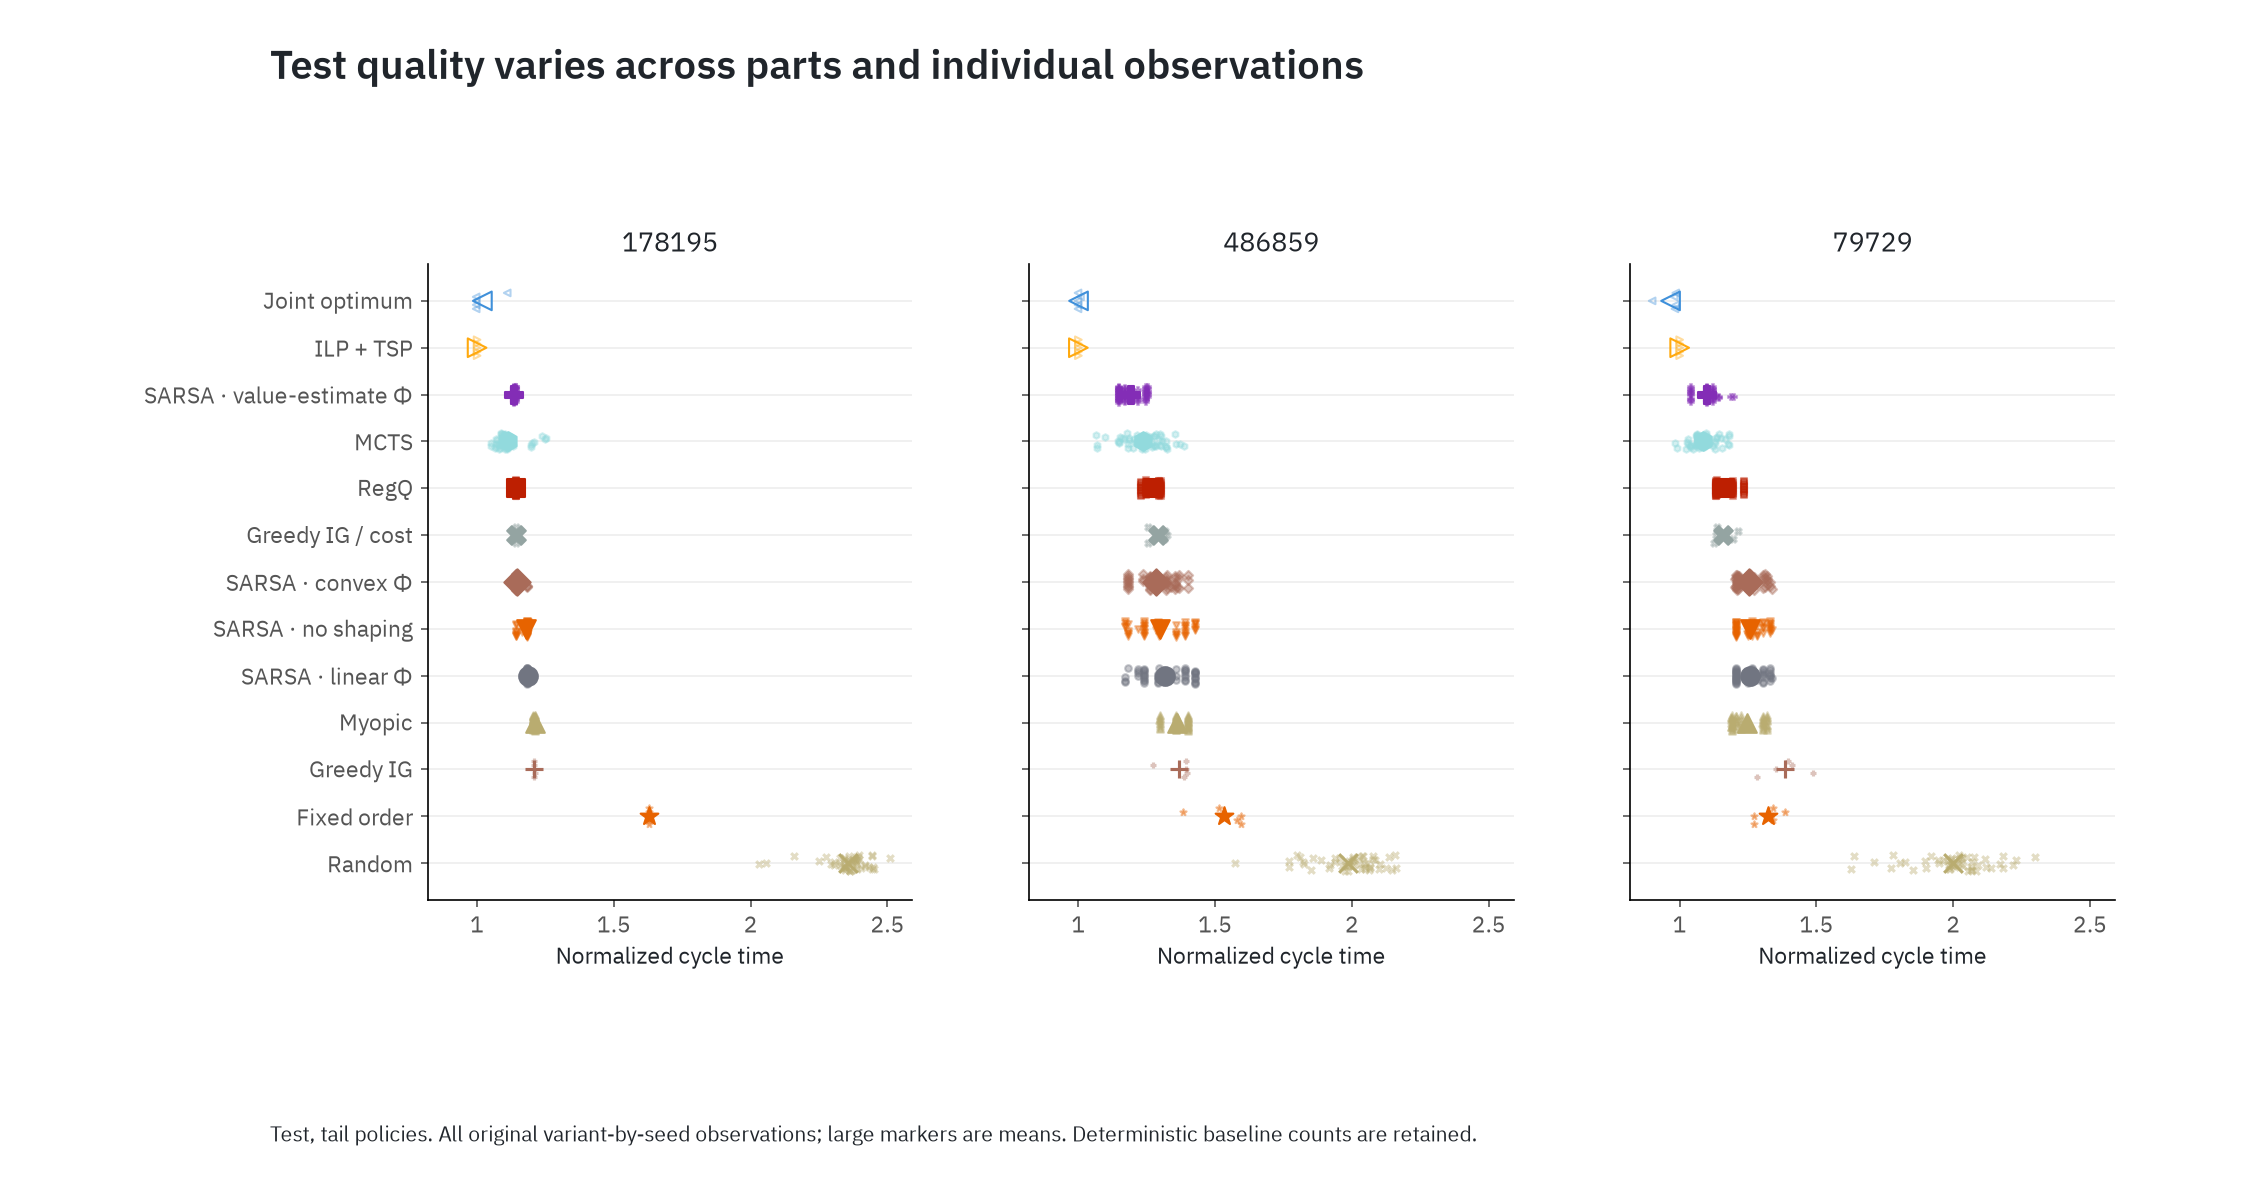 Test quality varies across parts and individual observations
178195
486859
79729
Joint optimum
ILP + TSP
SARSA · value-estimate Φ
MCTS
RegQ
Greedy IG / cost
SARSA · convex Φ
SARSA · no shaping
SARSA · linear Φ
Myopic
Greedy IG
Fixed order
Random
1 1.5 2 2.5
1 1.5 2 2.5
1 1.5 2 2.5
Normalized cycle time
Normalized cycle time
Normalized cycle time
Test, tail policies. All original variant-by-seed observations; large markers are means. Deterministic baseline counts are retained.